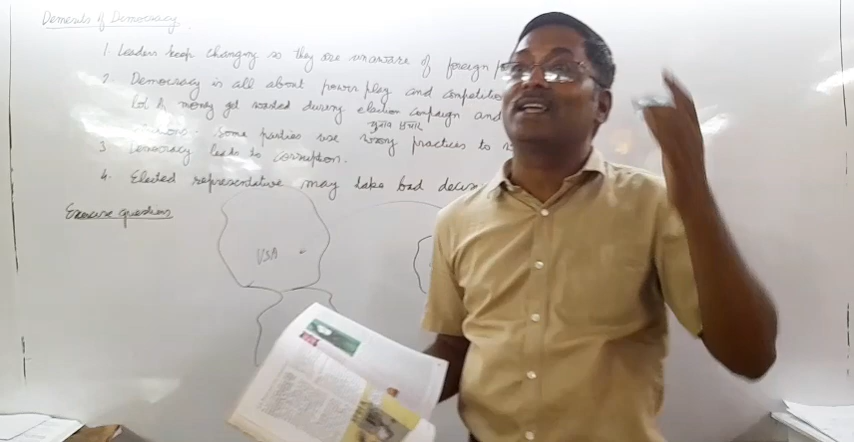 Demerits of Democracy
1. Leaders keep changing so they are unaware of foreign
2. Democracy is all about power play and competition
Lot of money get wasted during election campaign and
चुनाव प्रचार
Some parties use wrong practices to
3 Democracy leads to corruption.
4. Elected representative may take bad
Exercise questions
USA